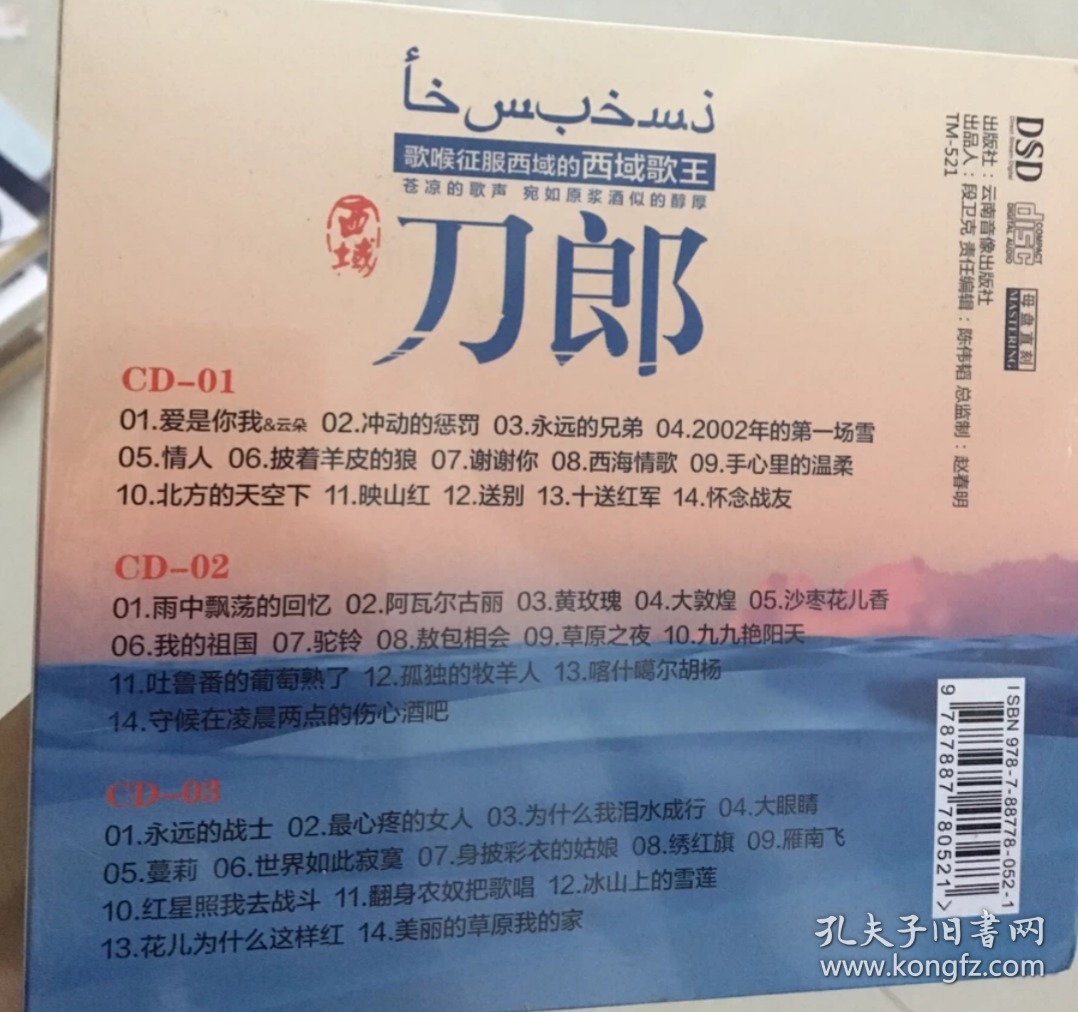 نسخبسخأ
歌喉征服西域的西域歌王
苍凉的歌声 宛如原浆酒似的醇厚
西域
刀郎
CD-01
01.爱是你我&云朵 02.冲动的惩罚 03.永远的兄弟 04.2002年的第一场雪
05.情人 06.披着羊皮的狼 07.谢谢你 08.西海情歌 09.手心里的温柔
10.北方的天空下 11.映山红 12.送别 13.十送红军 14.怀念战友
CD-02
01.雨中飘荡的回忆 02.阿瓦尔古丽 03.黄玫瑰 04.大敦煌 05.沙枣花儿香
06.我的祖国 07.驼铃 08.敖包相会 09.草原之夜 10.九九艳阳天
11.吐鲁番的葡萄熟了 12.孤独的牧羊人 13.喀什噶尔胡杨
14.守候在凌晨两点的伤心酒吧
CD-03
01.永远的战士 02.最心疼的女人 03.为什么我泪水成行 04.大眼睛
05.蔓莉 06.世界如此寂寞 07.身披彩衣的姑娘 08.绣红旗 09.雁南飞
10.红星照我去战斗 11.翻身农奴把歌唱 12.冰山上的雪莲
13.花儿为什么这样红 14.美丽的草原我的家
DSD
COMPACT
disc
DIGITAL AUDIO
母盘直刻
MASTERING
出版社：云南音像出版社
出品人：段卫克 责任编辑：陈伟韬 总监制：赵春明
TM-521
ISBN 978-7-88778-052-1
9 787887 780521 >
孔夫子旧书网
www.kongfz.com